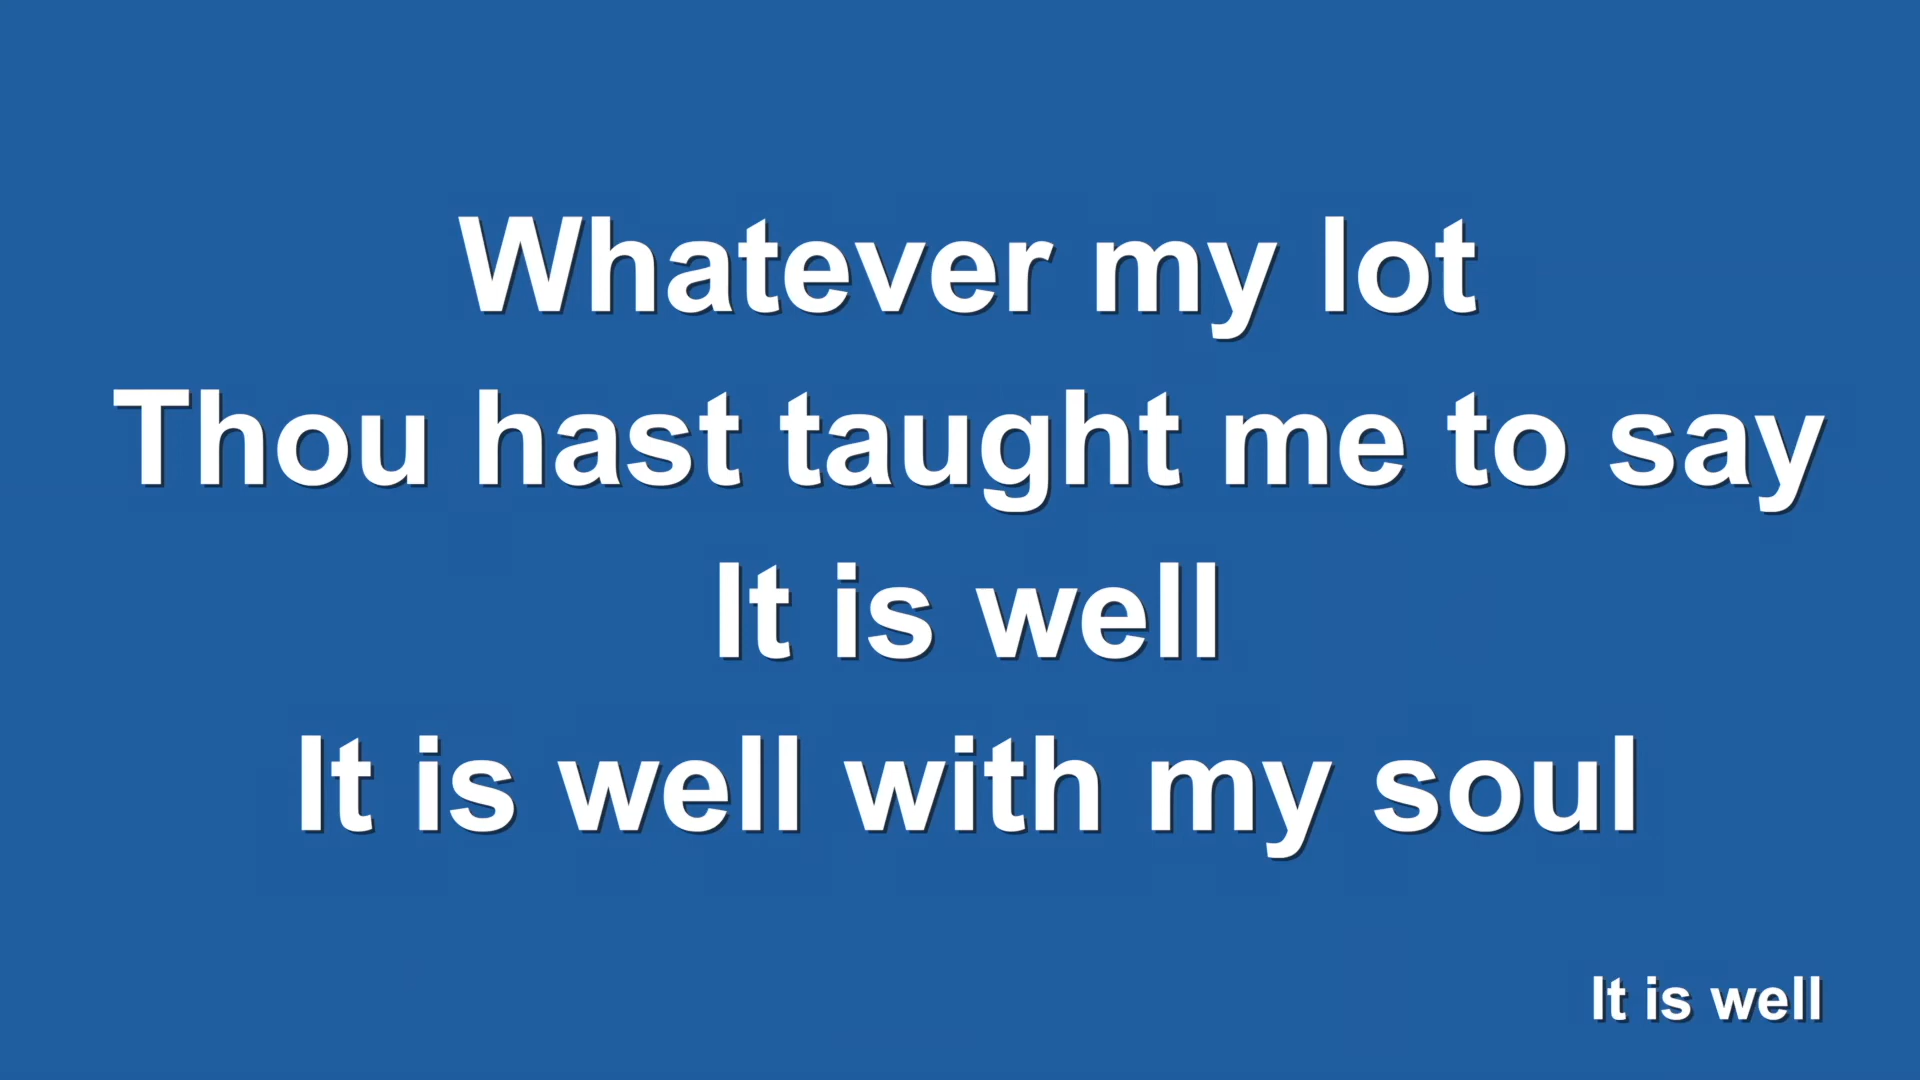 Whatever my lot
Thou hast taught me to say
It is well
It is well with my soul
It is well